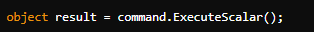 object result = command.ExecuteScalar();